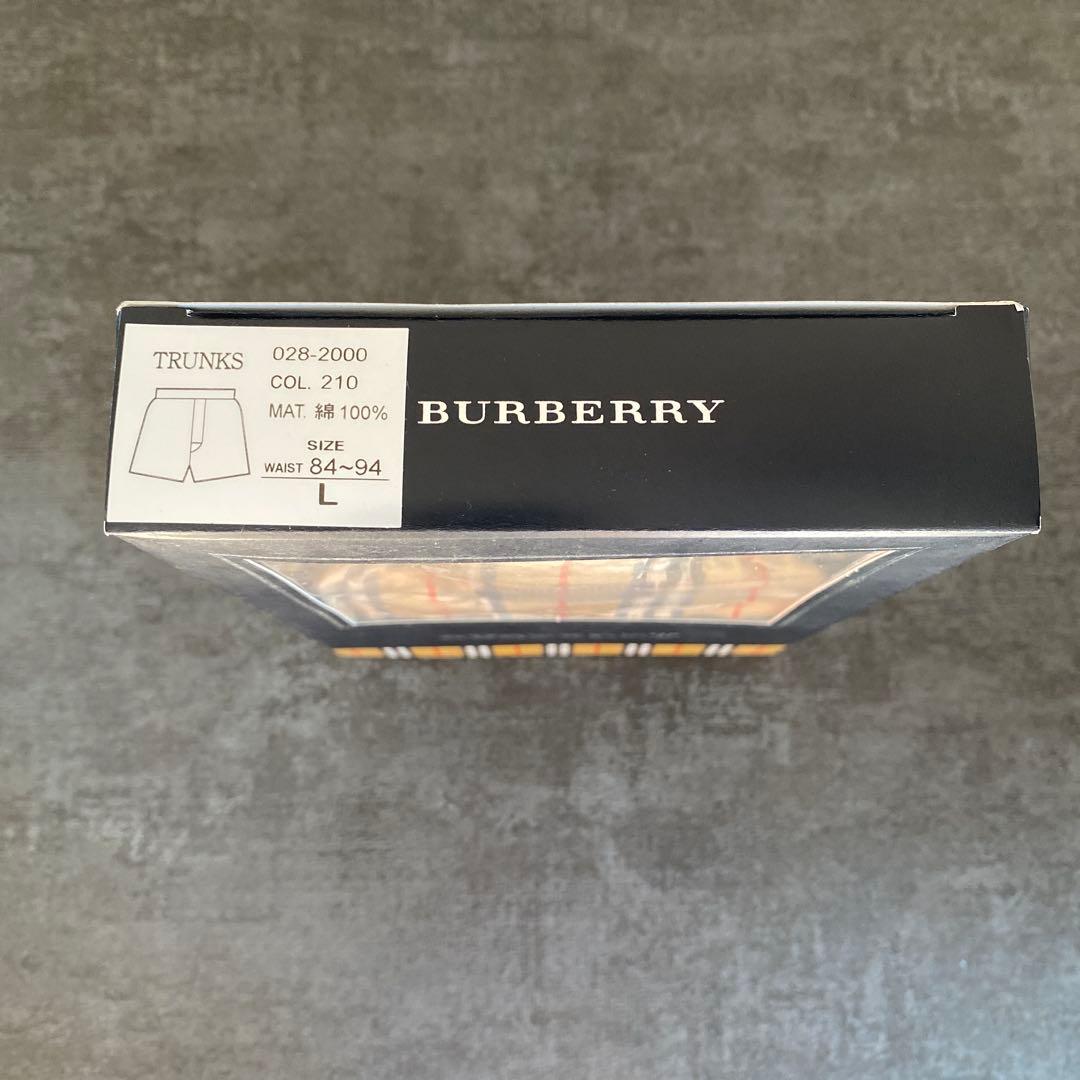 TRUNKS
028-2000
COL. 210
MAT. 綿 100%
SIZE
WAIST 84~94
L
BURBERRY